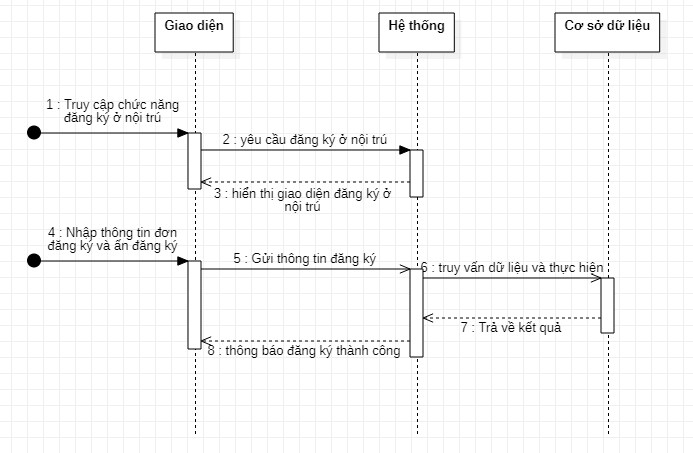 Giao diện
Hệ thống
Cơ sở dữ liệu
1 : Truy cập chức năng
đăng ký ở nội trú
2 : yêu cầu đăng ký ở nội trú
3 : hiển thị giao diện đăng ký ở
nội trú
4 : Nhập thông tin đơn
đăng ký và ấn đăng ký
5 : Gửi thông tin đăng ký
6 : truy vấn dữ liệu và thực hiện
7 : Trả về kết quả
8 : thông báo đăng ký thành công